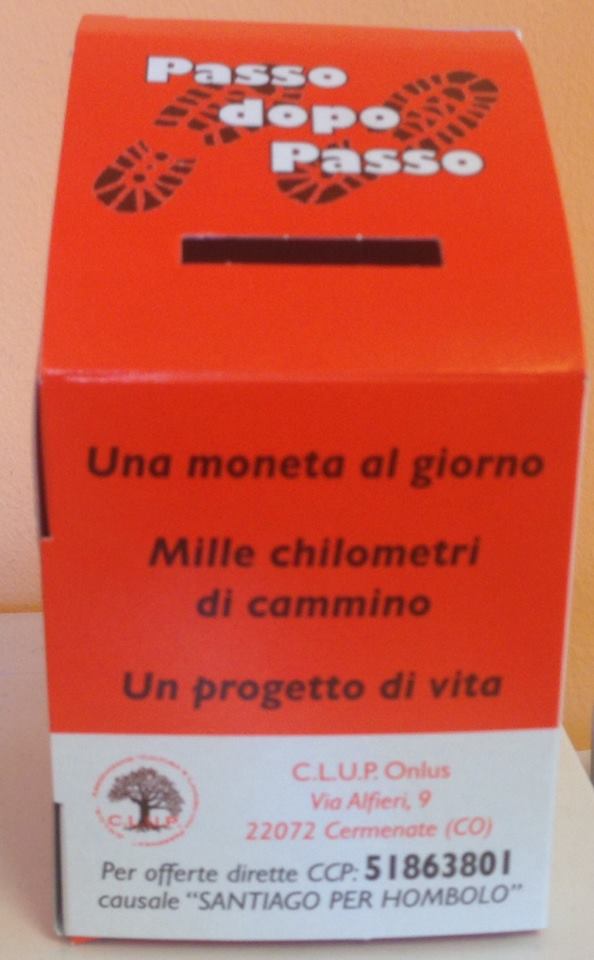 Passo
dopo
Passo
Una moneta al giorno
Mille chilometri
di cammino
Un progetto di vita
C.L.U.P.
C.L.U.P. Onlus
Via Alfieri, 9
22072 Cermenate (CO)
Per offerte dirette CCP: 51863801
causale “SANTIAGO PER HOMBOLO”